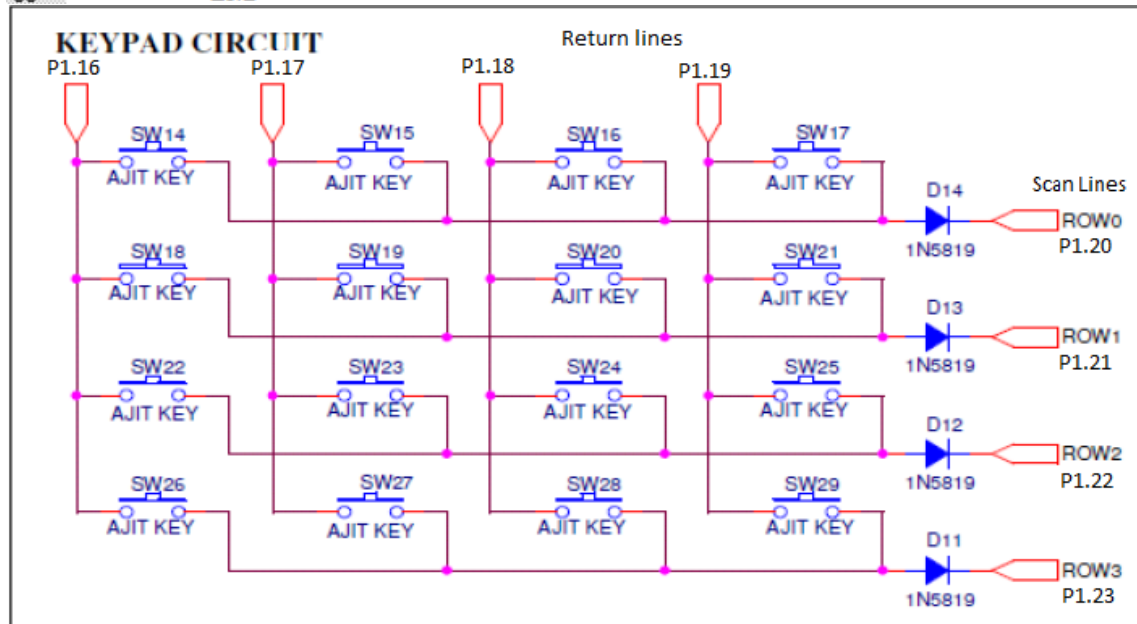 KEYPAD CIRCUIT
Return lines
P1.16 P1.17 P1.18 P1.19
SW14 SW15 SW16 SW17
AJIT KEY AJIT KEY AJIT KEY AJIT KEY
D14
Scan Lines
1N5819
ROW0
P1.20
SW18 SW19 SW20 SW21
AJIT KEY AJIT KEY AJIT KEY AJIT KEY
D13
1N5819
ROW1
P1.21
SW22 SW23 SW24 SW25
AJIT KEY AJIT KEY AJIT KEY AJIT KEY
D12
1N5819
ROW2
P1.22
SW26 SW27 SW28 SW29
AJIT KEY AJIT KEY AJIT KEY AJIT KEY
D11
1N5819
ROW3
P1.23